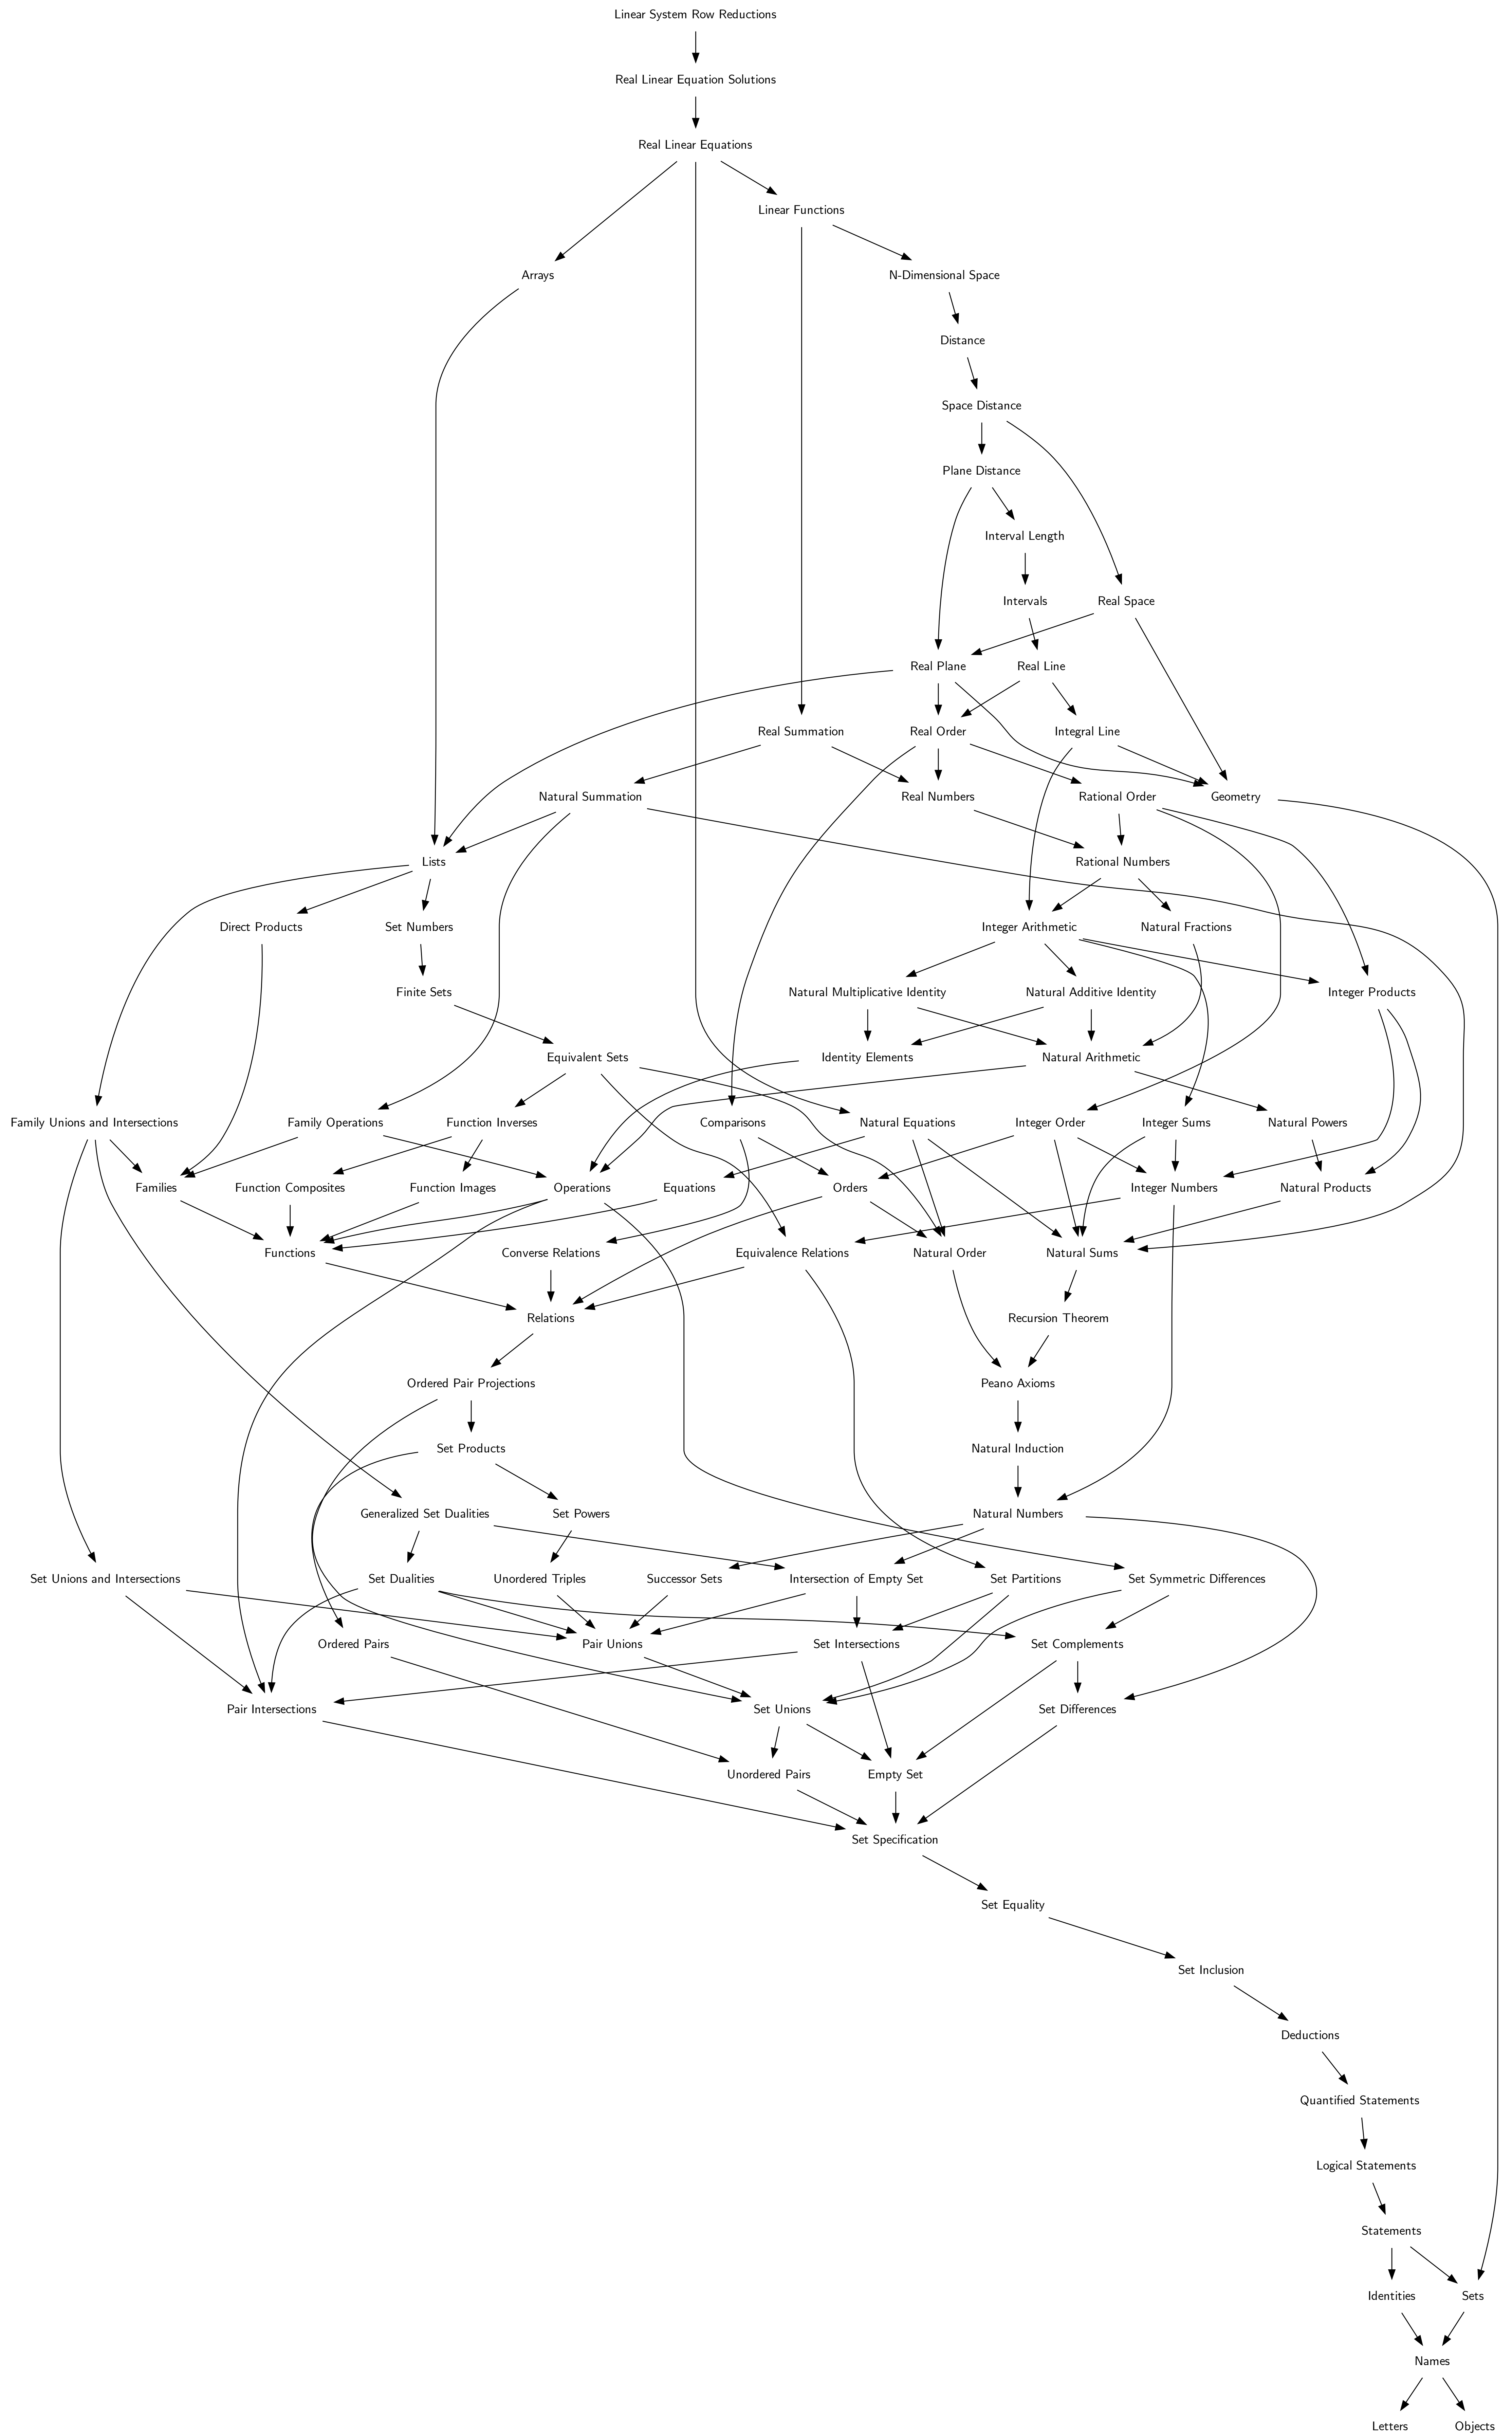 Linear System Row Reductions
Real Linear Equation Solutions
Real Linear Equations
Linear Functions
Arrays
N-Dimensional Space
Distance
Space Distance
Plane Distance
Interval Length
Intervals
Real Space
Real Plane
Real Line
Real Summation
Real Order
Integral Line
Natural Summation
Real Numbers
Rational Order
Geometry
Lists
Rational Numbers
Direct Products
Set Numbers
Integer Arithmetic
Natural Fractions
Finite Sets
Natural Multiplicative Identity
Natural Additive Identity
Integer Products
Equivalent Sets
Identity Elements
Natural Arithmetic
Family Unions and Intersections
Family Operations
Function Inverses
Comparisons
Natural Equations
Integer Order
Integer Sums
Natural Powers
Families
Function Composites
Function Images
Operations
Equations
Orders
Integer Numbers
Natural Products
Functions
Converse Relations
Equivalence Relations
Natural Order
Natural Sums
Relations
Recursion Theorem
Ordered Pair Projections
Peano Axioms
Set Products
Natural Induction
Generalized Set Dualities
Set Powers
Natural Numbers
Set Unions and Intersections
Set Dualities
Unordered Triples
Successor Sets
Intersection of Empty Set
Set Partitions
Set Symmetric Differences
Ordered Pairs
Pair Unions
Set Intersections
Set Complements
Pair Intersections
Set Unions
Set Differences
Unordered Pairs
Empty Set
Set Specification
Set Equality
Set Inclusion
Deductions
Quantified Statements
Logical Statements
Statements
Identities
Sets
Names
Letters
Objects